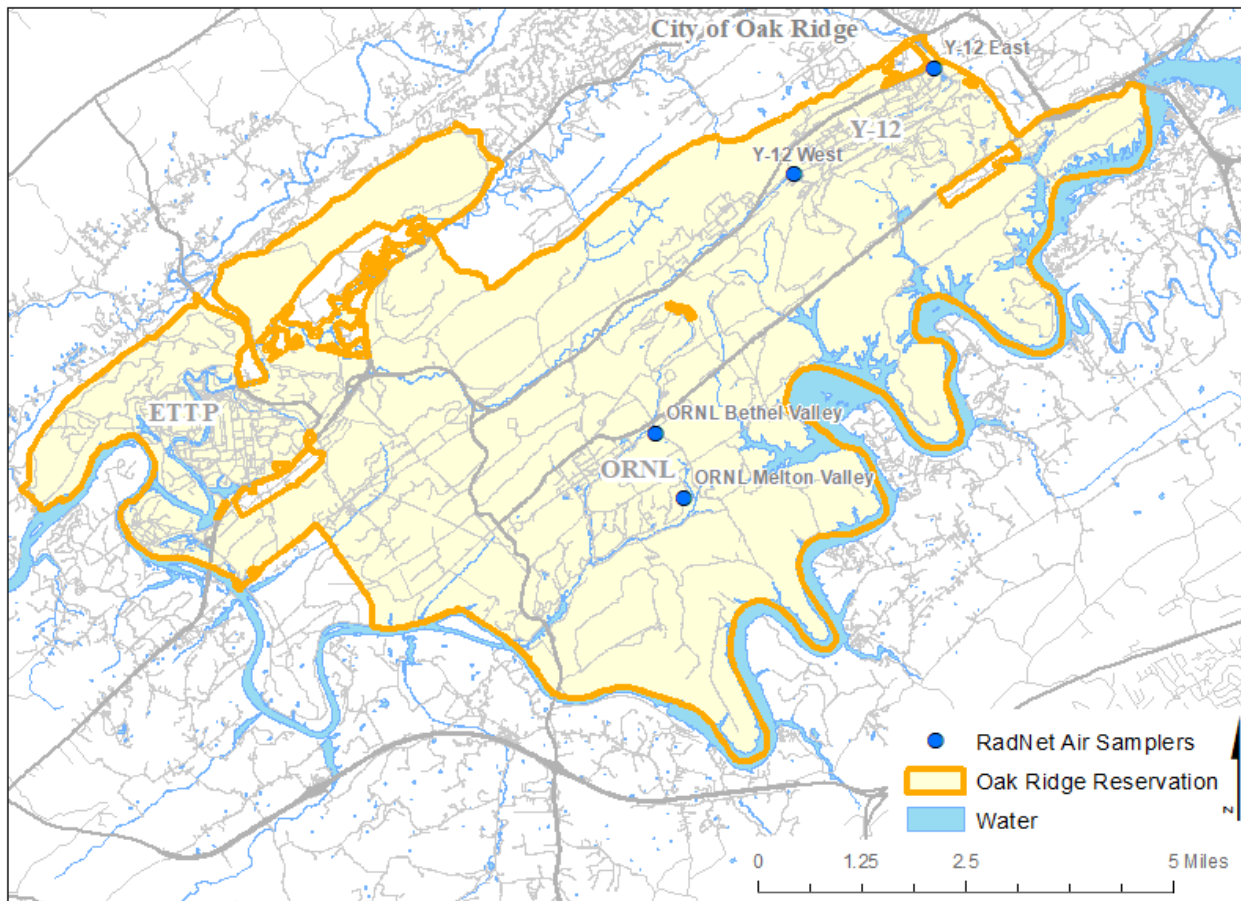 City of Oak Ridge
Y-12 East
Y-12
Y-12 West
ETTP
ORNL Bethel Valley
ORNL
ORNL Melton Valley
RadNet Air Samplers
Oak Ridge Reservation
Water
N
0 1.25 2.5 5 Miles